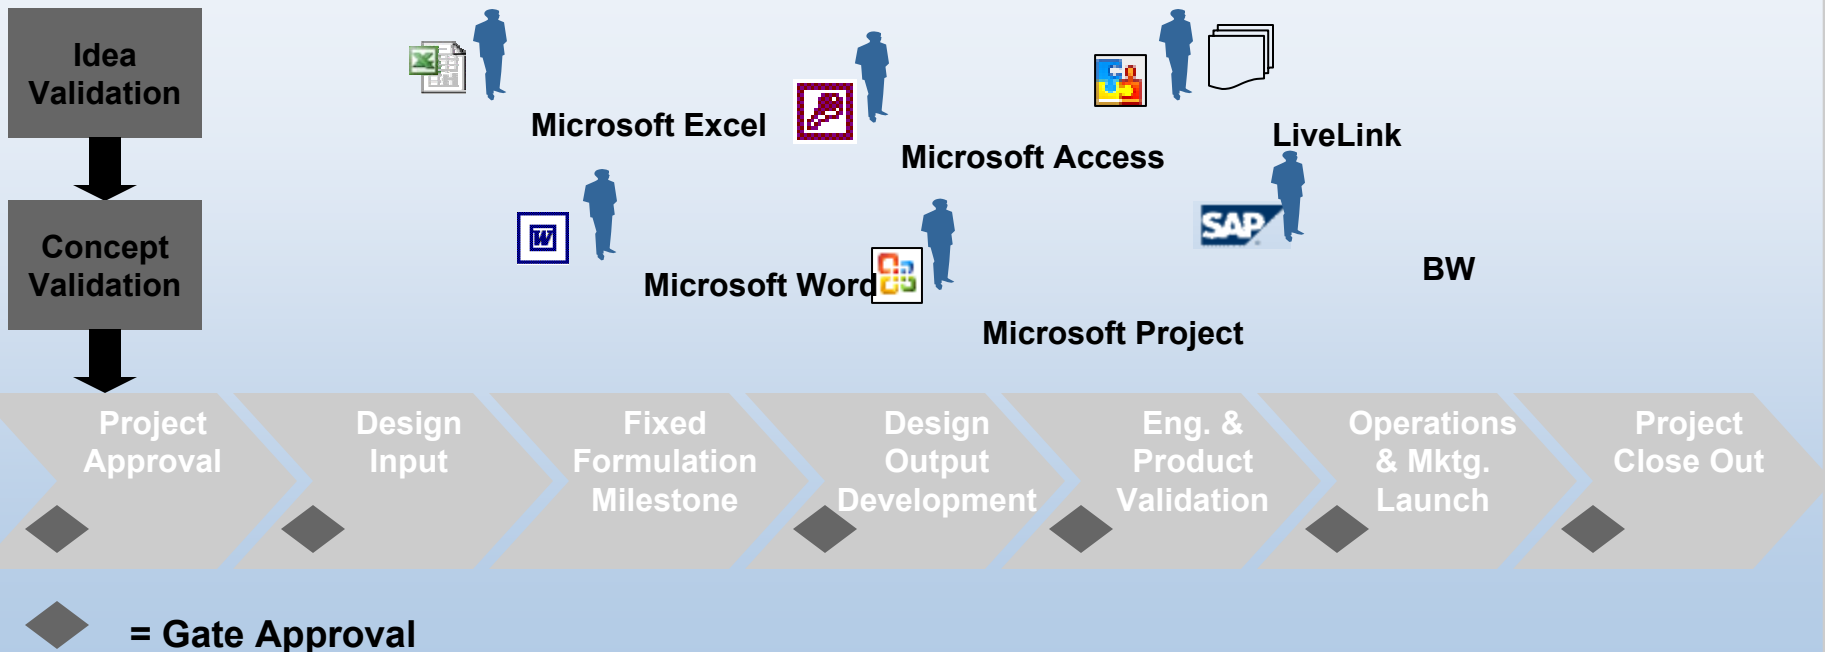 Idea
Validation
Microsoft Excel
Microsoft Access
LiveLink
Concept
Validation
W
Microsoft Word
SAP
BW
Microsoft Project
Project
Approval
Design
Input
Fixed
Formulation
Milestone
Design
Output
Development
Eng. &
Product
Validation
Operations
& Mktg.
Launch
Project
Close Out
= Gate Approval